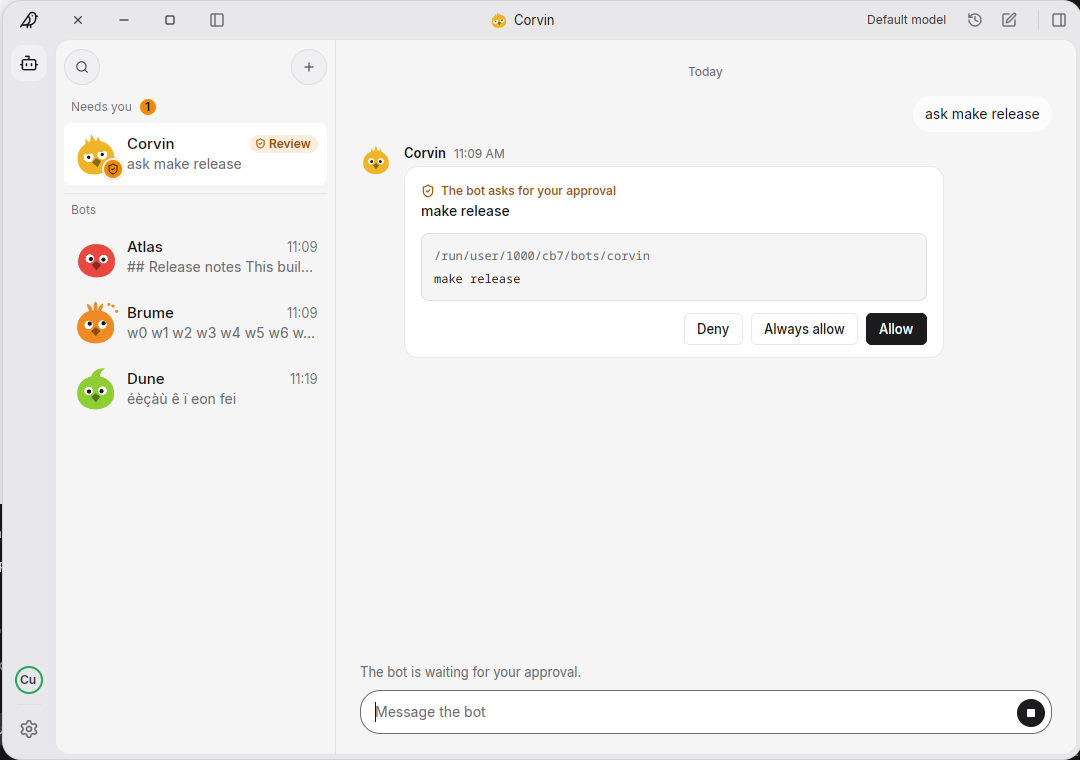 Corvin
Default model
Needs you 1
Corvin
Review
ask make release
Bots
Atlas
11:09
## Release notes This buil...
Brume
11:09
w0 w1 w2 w3 w4 w5 w6 w...
Dune
11:19
éèçàù ê ï eon fei
Cu
Today
ask make release
Corvin 11:09 AM
The bot asks for your approval
make release
/run/user/1000/cb7/bots/corvin
make release
Deny
Always allow
Allow
The bot is waiting for your approval.
Message the bot